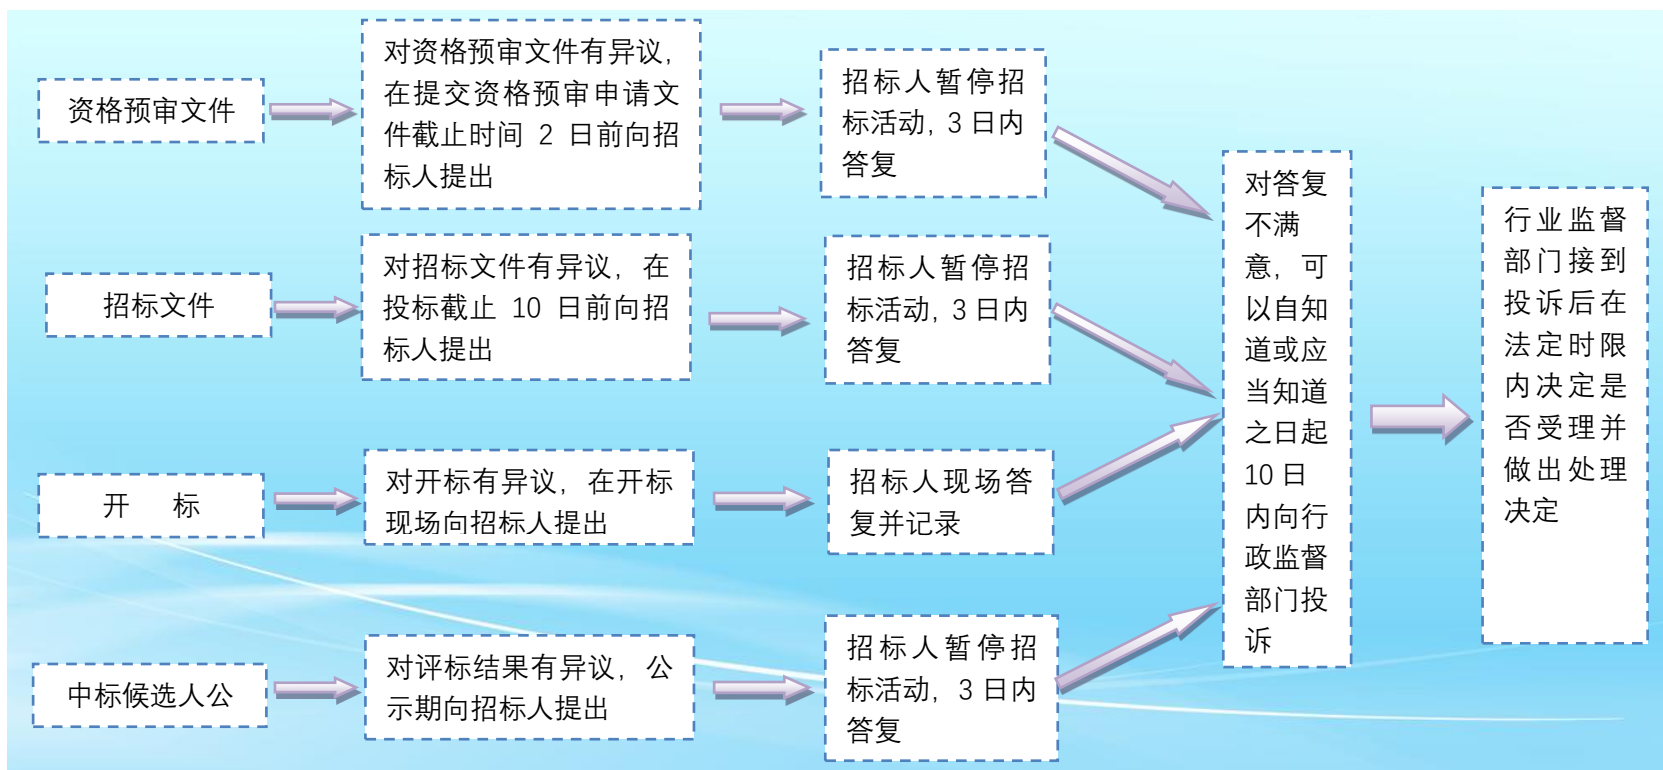 资格预审文件
对资格预审文件有异议，
在提交资格预审申请文
件截止时间 2 日前向招
标人提出
招标人暂停招
标活动，3 日内
答复
招标文件
对招标文件有异议，在
投标截止 10 日前向招
标人提出
招标人暂停招
标活动，3 日内
答复
开 标
对开标有异议，在开标
现场向招标人提出
招标人现场答
复并记录
中标候选人公
对评标结果有异议，公
示期向招标人提出
招标人暂停招
标活动，3 日内
答复
对答复
不满
意，可
以自知
道或应
当知道
之日起
10 日
内向行
政监督
部门投
诉
行业监督
部门接到
投诉后在
法定时限
内决定是
否受理并
做出处理
决定